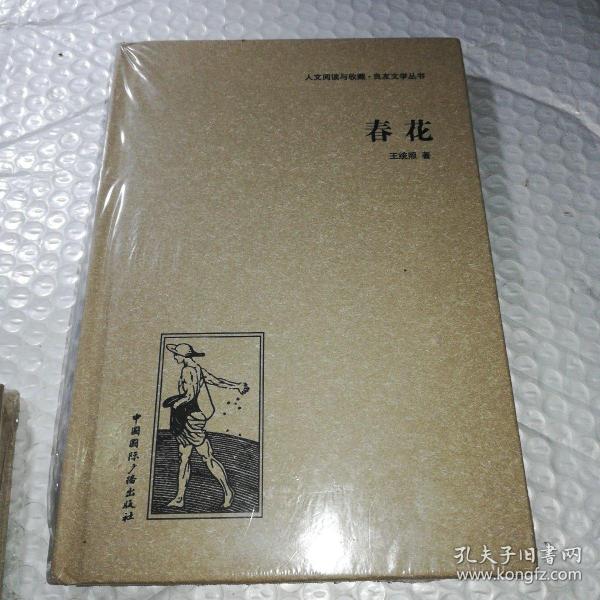 人文阅读与收藏·良友文学丛书
春花
王统照 著
中国国际广播出版社
孔夫子旧书网
www.kongfz.com